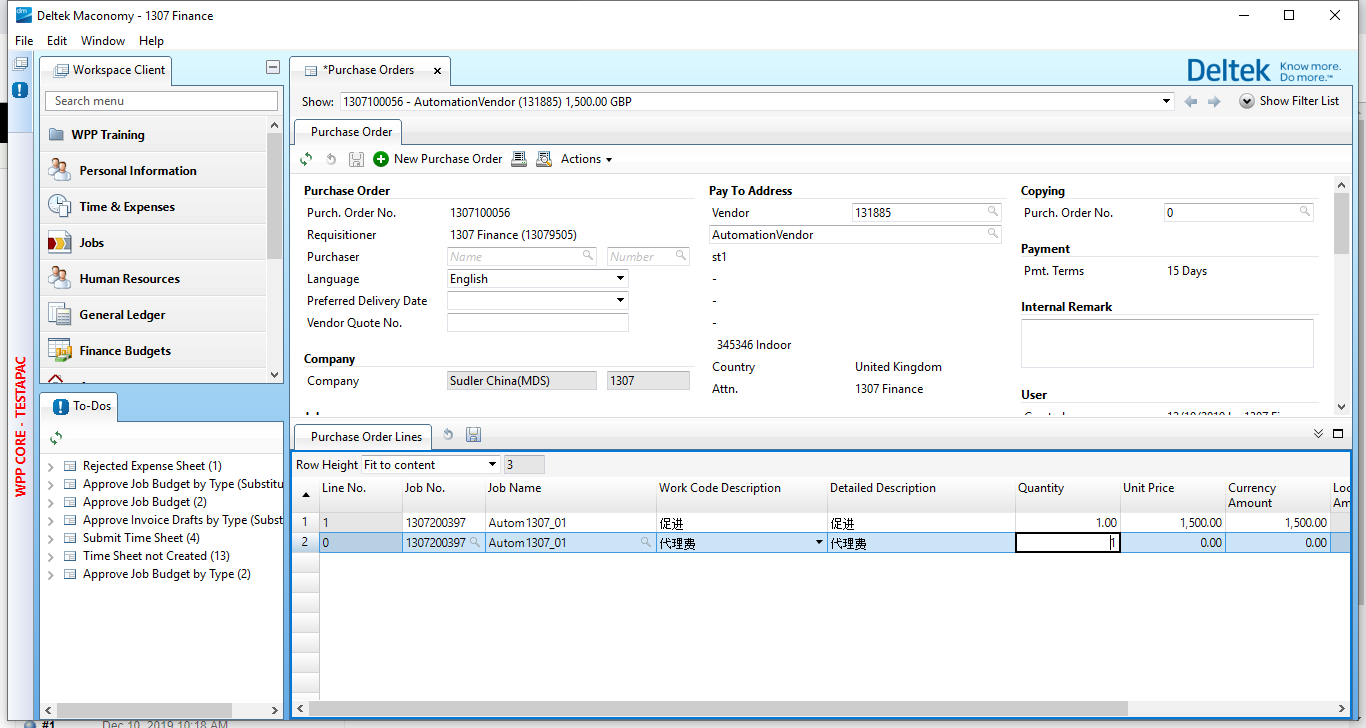 Deltek Maconomy - 1307 Finance
File Edit Window Help
Workspace Client
*Purchase Orders
Deltek Know more. Do more.™
Search menu
Show: 1307100056 - AutomationVendor (131885) 1,500.00 GBP
Show Filter List
WPP Training
Personal Information
Time & Expenses
Jobs
Human Resources
General Ledger
Finance Budgets
WPP CORE - TESTAPAC
To-Dos
Rejected Expense Sheet (1)
Approve Job Budget by Type (Substitu
Approve Job Budget (2)
Approve Invoice Drafts by Type (Subst
Submit Time Sheet (4)
Time Sheet not Created (13)
Approve Job Budget by Type (2)
Purchase Order
New Purchase Order Actions
Purchase Order
Purch. Order No. 1307100056
Requisitioner 1307 Finance (13079505)
Purchaser Name Number
Language English
Preferred Delivery Date
Vendor Quote No.
Company
Company Sudler China(MDS) 1307
Pay To Address
Vendor 131885
AutomationVendor
st1
-
-
-
345346 Indoor
Country United Kingdom
Attn. 1307 Finance
Copying
Purch. Order No. 0
Payment
Pmt. Terms 15 Days
Internal Remark
User
Purchase Order Lines
Row Height Fit to content 3
Line No. Job No. Job Name Work Code Description Detailed Description Quantity Unit Price Currency Amount
1 1 1307200397 Autom1307_01 促进 促进 1.00 1,500.00 1,500.00
2 0 1307200397 Autom1307_01 代理费 代理费 1 0.00 0.00
#1 Dec 10, 2019 10:18 AM